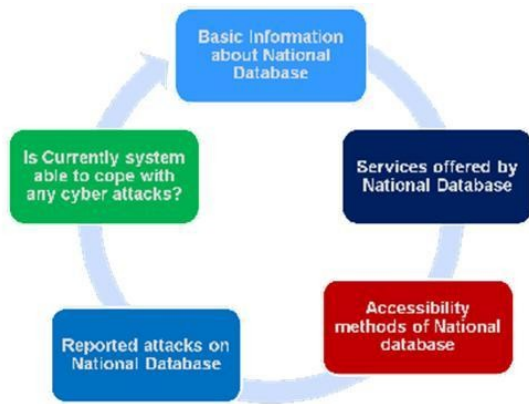 Basic Information
about National
Database
Services offered by
National Database
Accessibility
methods of National
database
Reported attacks on
National Database
Is Currently system
able to cope with
any cyber attacks?